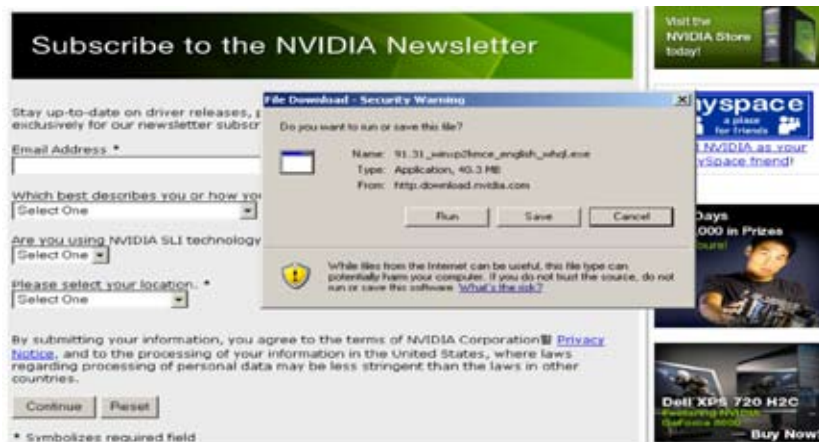 Subscribe to the NVIDIA Newsletter
Stay up-to-date on driver releases,
exclusively for our newsletter subscr
Email Address *
Which best describes you or how yo
Select One
Are you using NVIDIA SLI technology
Select One
Please select your location. *
Select One
By submitting your information, you agree to the terms of NVIDIA Corporation Privacy
Notice, and to the processing of your information in the United States, where laws
regarding processing of personal data may be less stringent than the laws in other
countries.
Continue Reset
* Symbolizes required field
File Download - Security Warning
Do you want to run or save this file?
Name: 91.31_winxp2kmce_english_whql.exe
Type: Application, 40.3 MB
From: http.download.nvidia.com
Run Save Cancel
While files from the Internet can be useful, this file type can
potentially harm your computer. If you do not trust the source, do not
run or save this software. What's the risk?
Visit the
NVIDIA Store
today!
yspace
a place
for friends
NVIDIA as your
ySpace friend!
Days
000 in Prizes
ours!
Dell XPS 720 H2C
Featuring NVIDIA
GeForce 8800
Buy Now